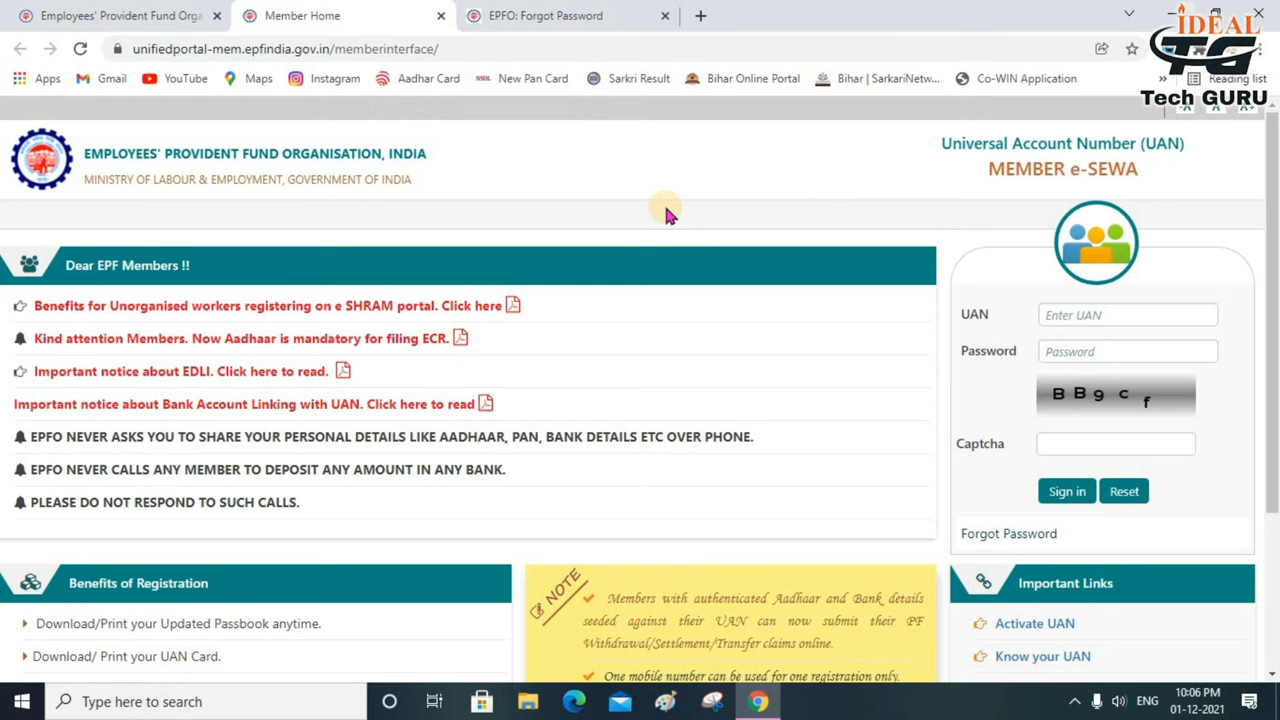 Employees' Provident Fund Orga
Member Home
EPFO: Forgot Password
IDEAL
TG
Tech GURU
unifiedportal-mem.epfindia.gov.in/memberinterface/
Apps
Gmail
YouTube
Maps
Instagram
Aadhar Card
NSDL New Pan Card
Sarkri Result
Bihar Online Portal
Bihar | SarkariNetw...
Co-WIN Application
»
Reading list
-A A A+
EMPLOYEES' PROVIDENT FUND ORGANISATION, INDIA
MINISTRY OF LABOUR & EMPLOYMENT, GOVERNMENT OF INDIA
Universal Account Number (UAN)
MEMBER e-SEWA
Dear EPF Members !!
Benefits for Unorganised workers registering on e SHRAM portal. Click here
Kind attention Members. Now Aadhaar is mandatory for filing ECR.
Important notice about EDLI. Click here to read.
Important notice about Bank Account Linking with UAN. Click here to read
EPFO NEVER ASKS YOU TO SHARE YOUR PERSONAL DETAILS LIKE AADHAAR, PAN, BANK DETAILS ETC OVER PHONE.
EPFO NEVER CALLS ANY MEMBER TO DEPOSIT ANY AMOUNT IN ANY BANK.
PLEASE DO NOT RESPOND TO SUCH CALLS.
UAN
Enter UAN
Password
Password
B B 9 c f
Captcha
Sign in
Reset
Forgot Password
Benefits of Registration
Download/Print your Updated Passbook anytime.
Download/ Print your UAN Card.
NOTE
Members with authenticated Aadhaar and Bank details
seeded against their UAN can now submit their PF
Withdrawal/Settlement/Transfer claims online.
One mobile number can be used for one registration only.
Important Links
Activate UAN
Know your UAN
Type here to search
ENG
10:06 PM
01-12-2021